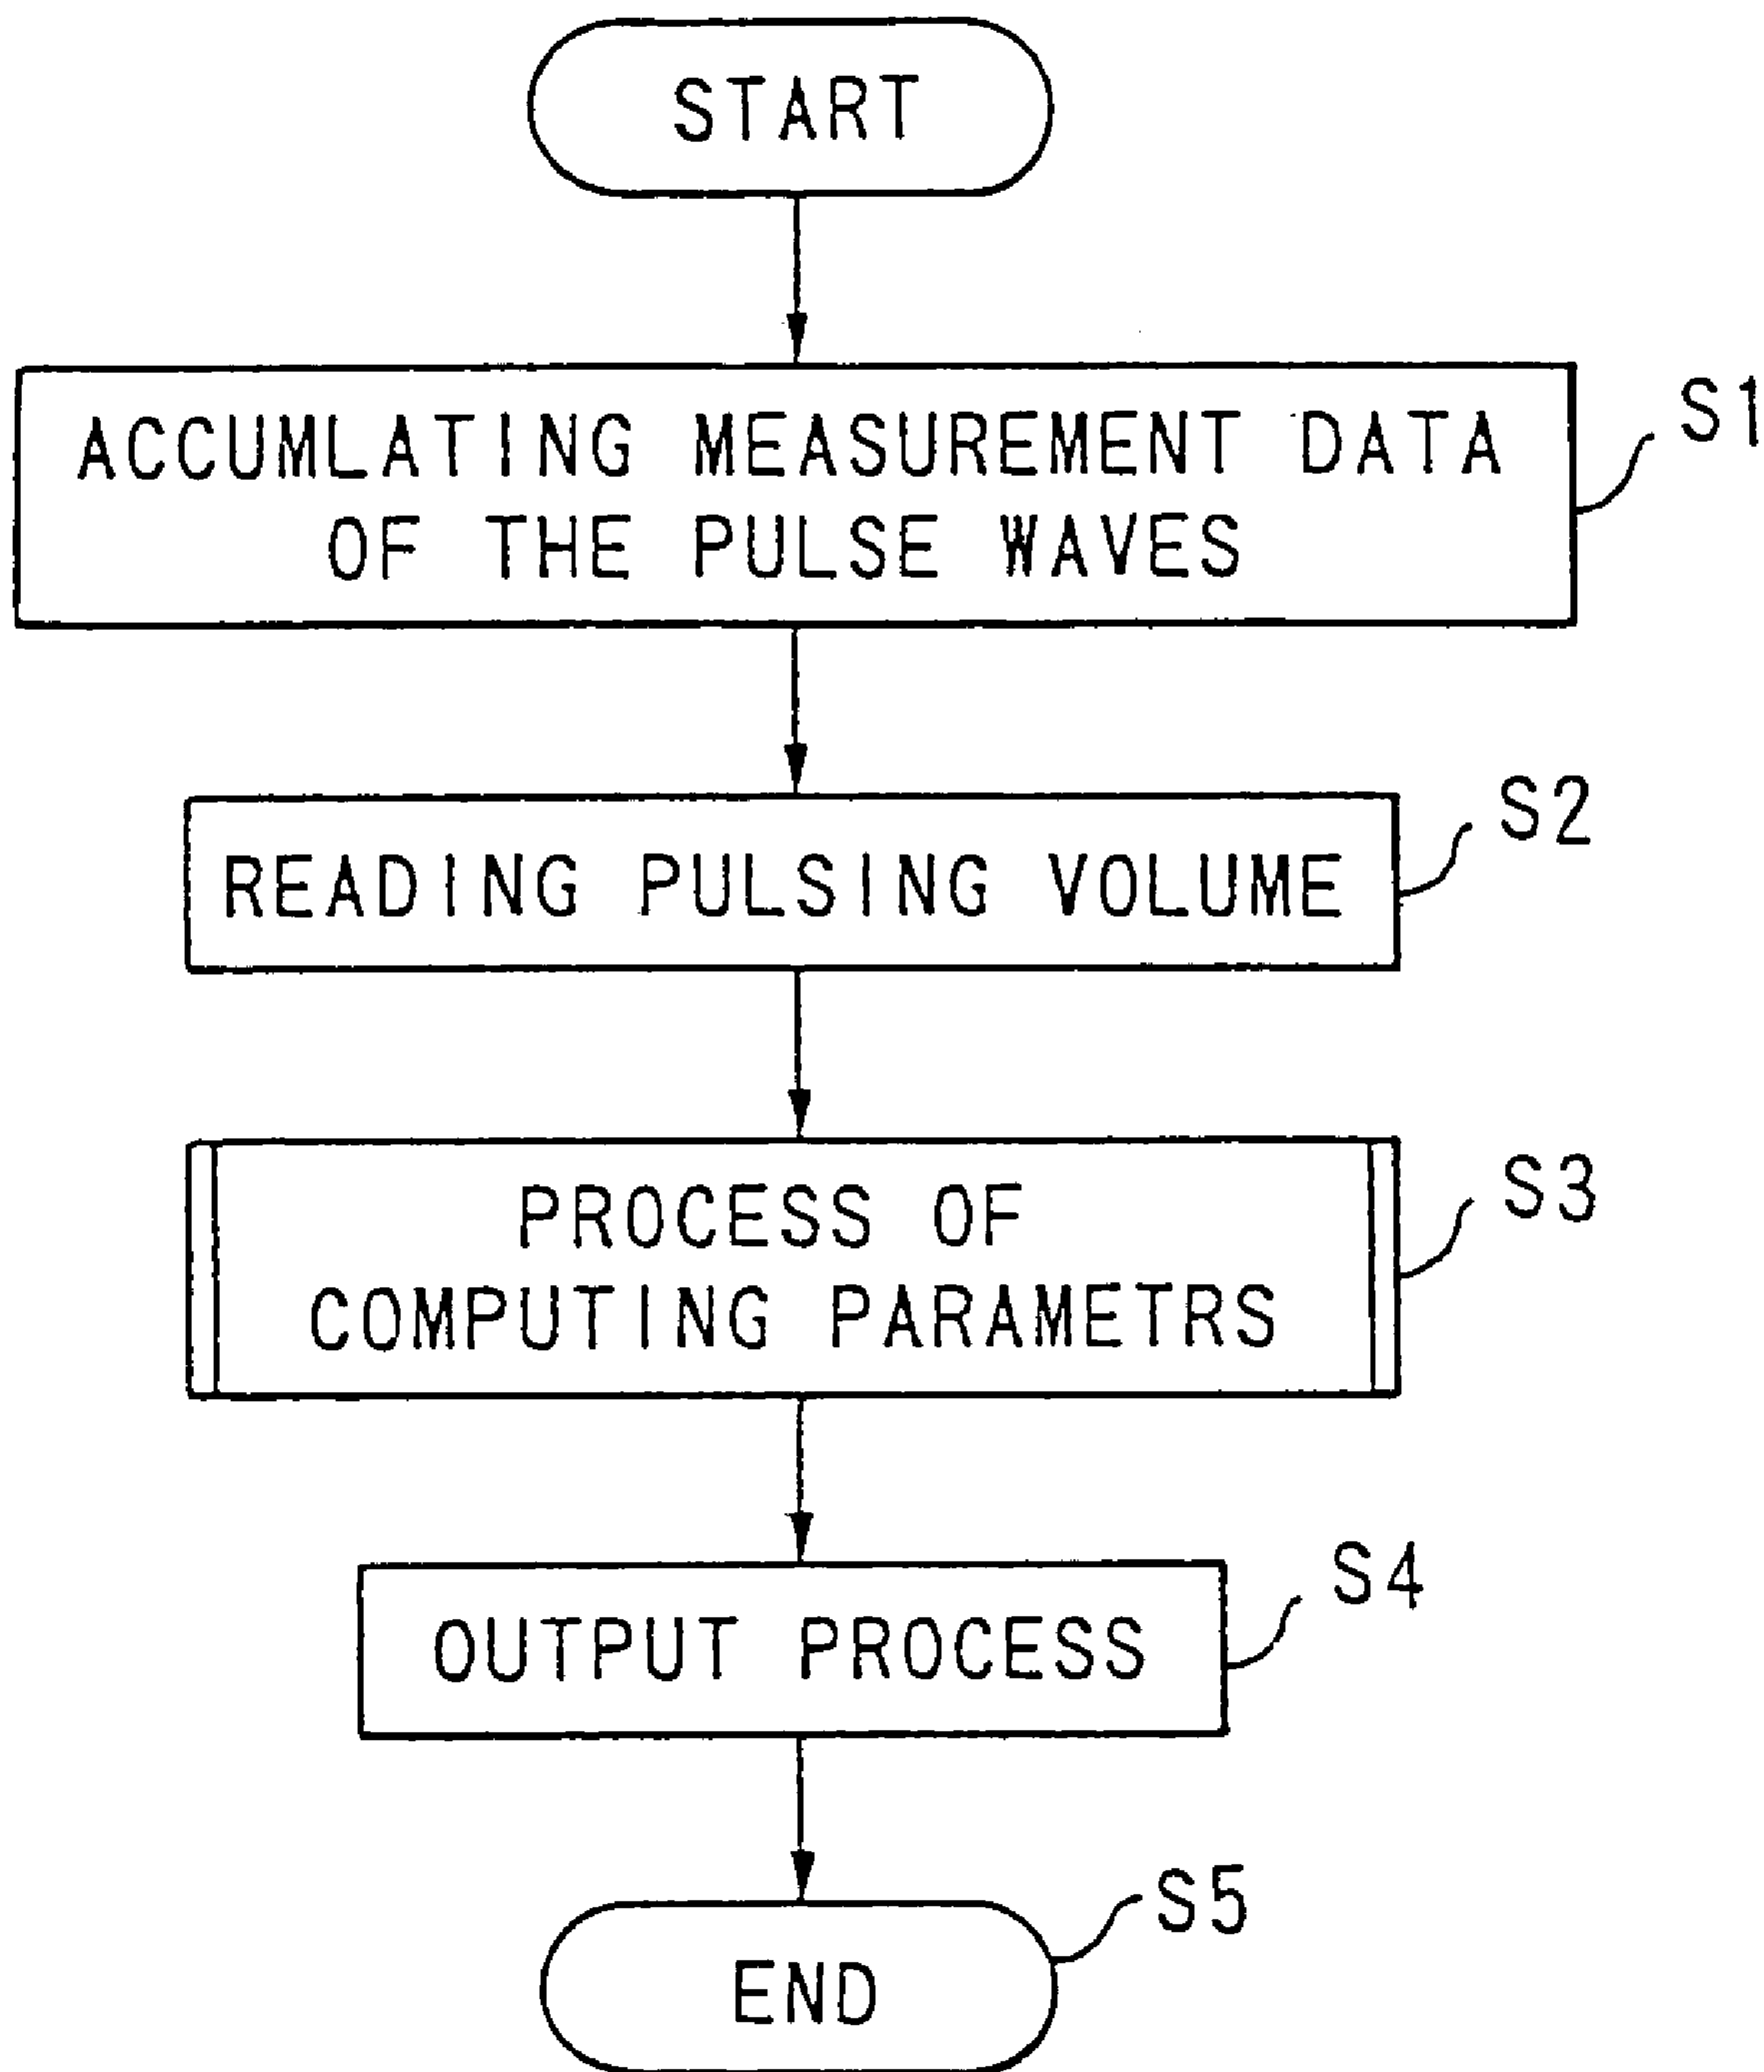 START
ACCUMLATING MEASUREMENT DATA
OF THE PULSE WAVES
S1
READING PULSING VOLUME
S2
PROCESS OF
COMPUTING PARAMETRS
S3
OUTPUT PROCESS
S4
END
S5